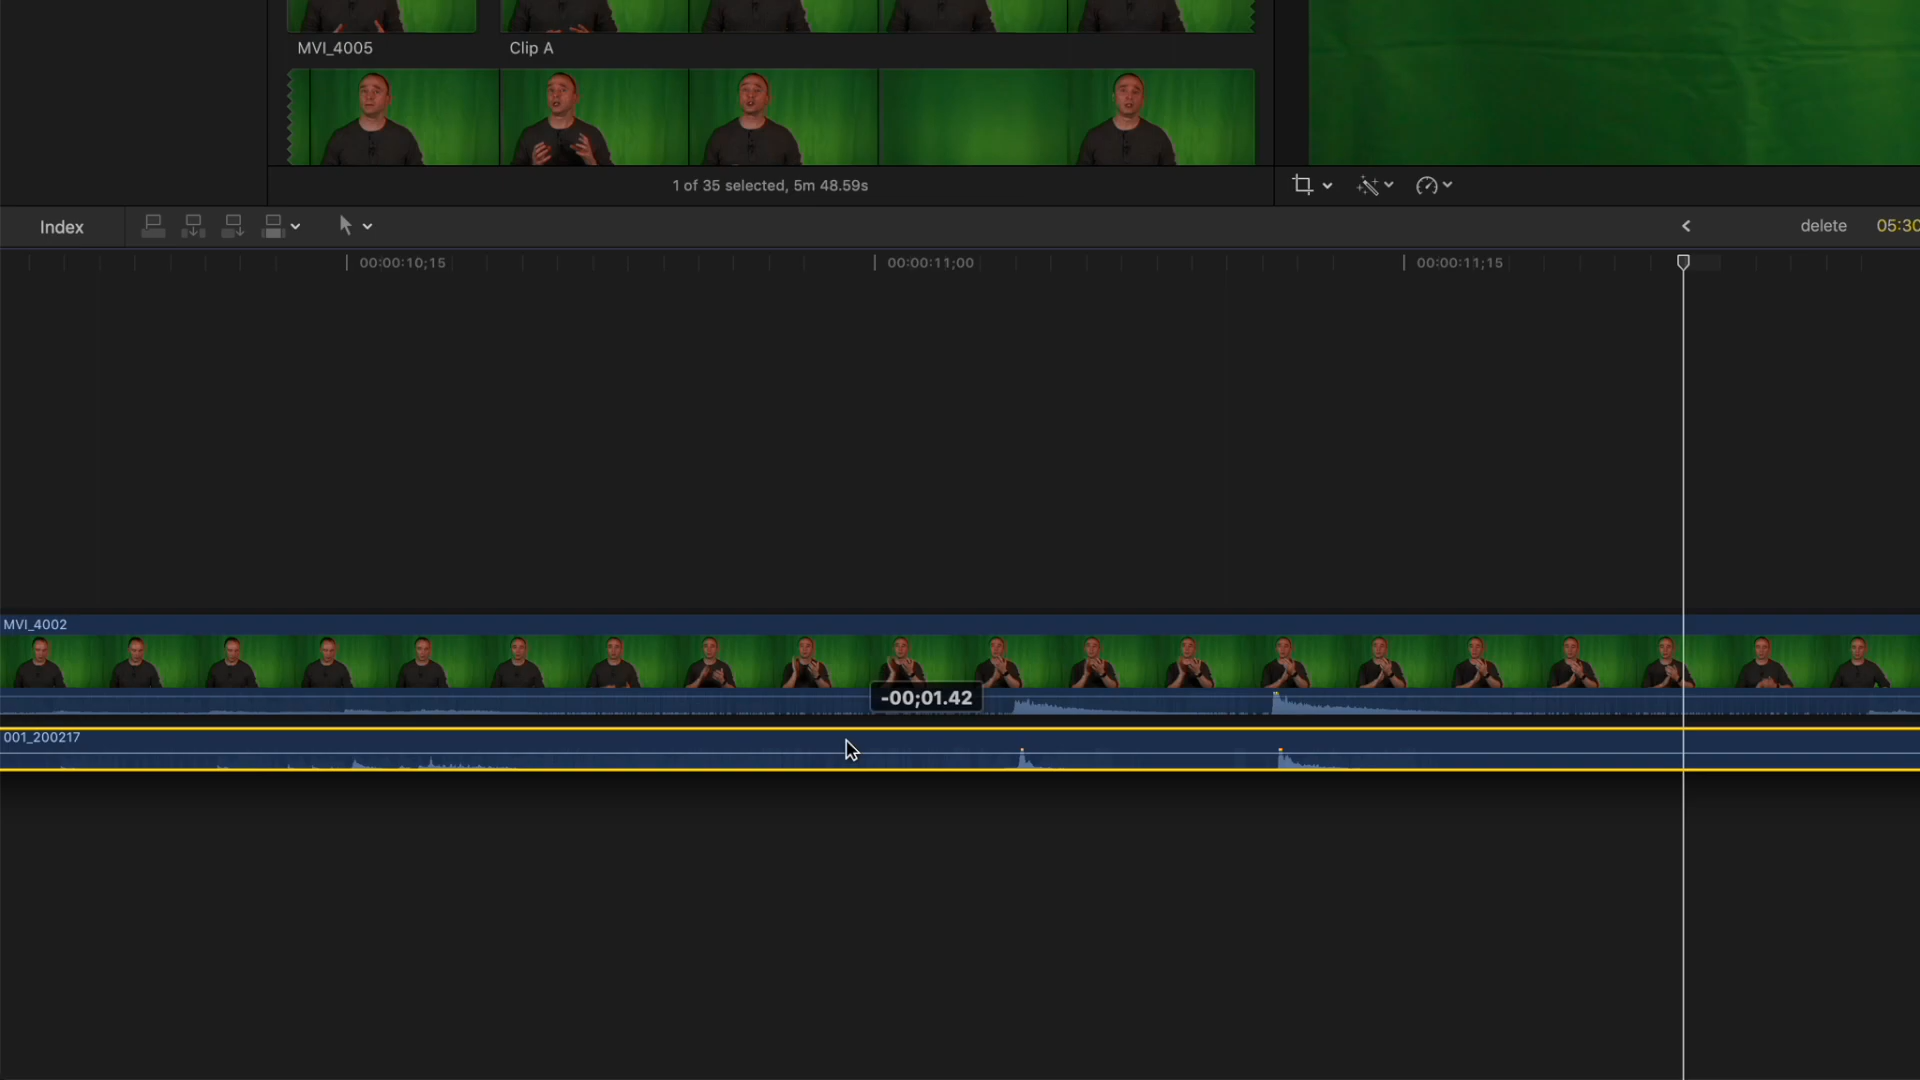 MVI_4005
Clip A
1 of 35 selected, 5m 48.59s
Index
delete
05:30
00:00:10;15
00:00:11;00
00:00:11;15
MVI_4002
-00;01.42
001_200217